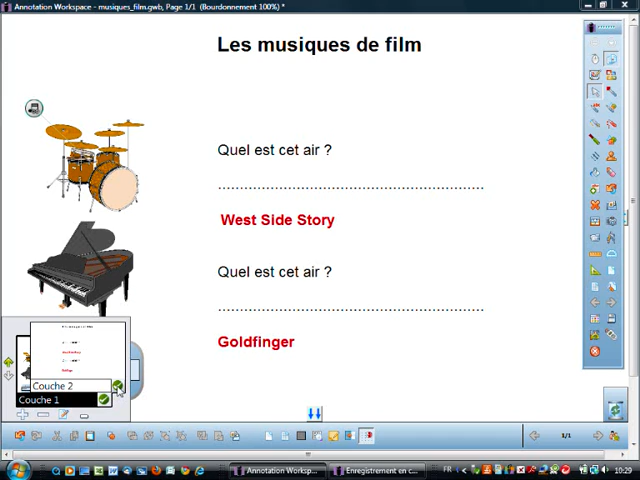 Annotation Workspace - musiques_film.gwb, Page 1/1 (Bourdonnement 100%) *
Les musiques de film
Quel est cet air ?
West Side Story
Quel est cet air ?
Goldfinger
Couche 2
Couche 1
1/1
Annotation Worksp...
Enregistrement en c...
FR
10:29